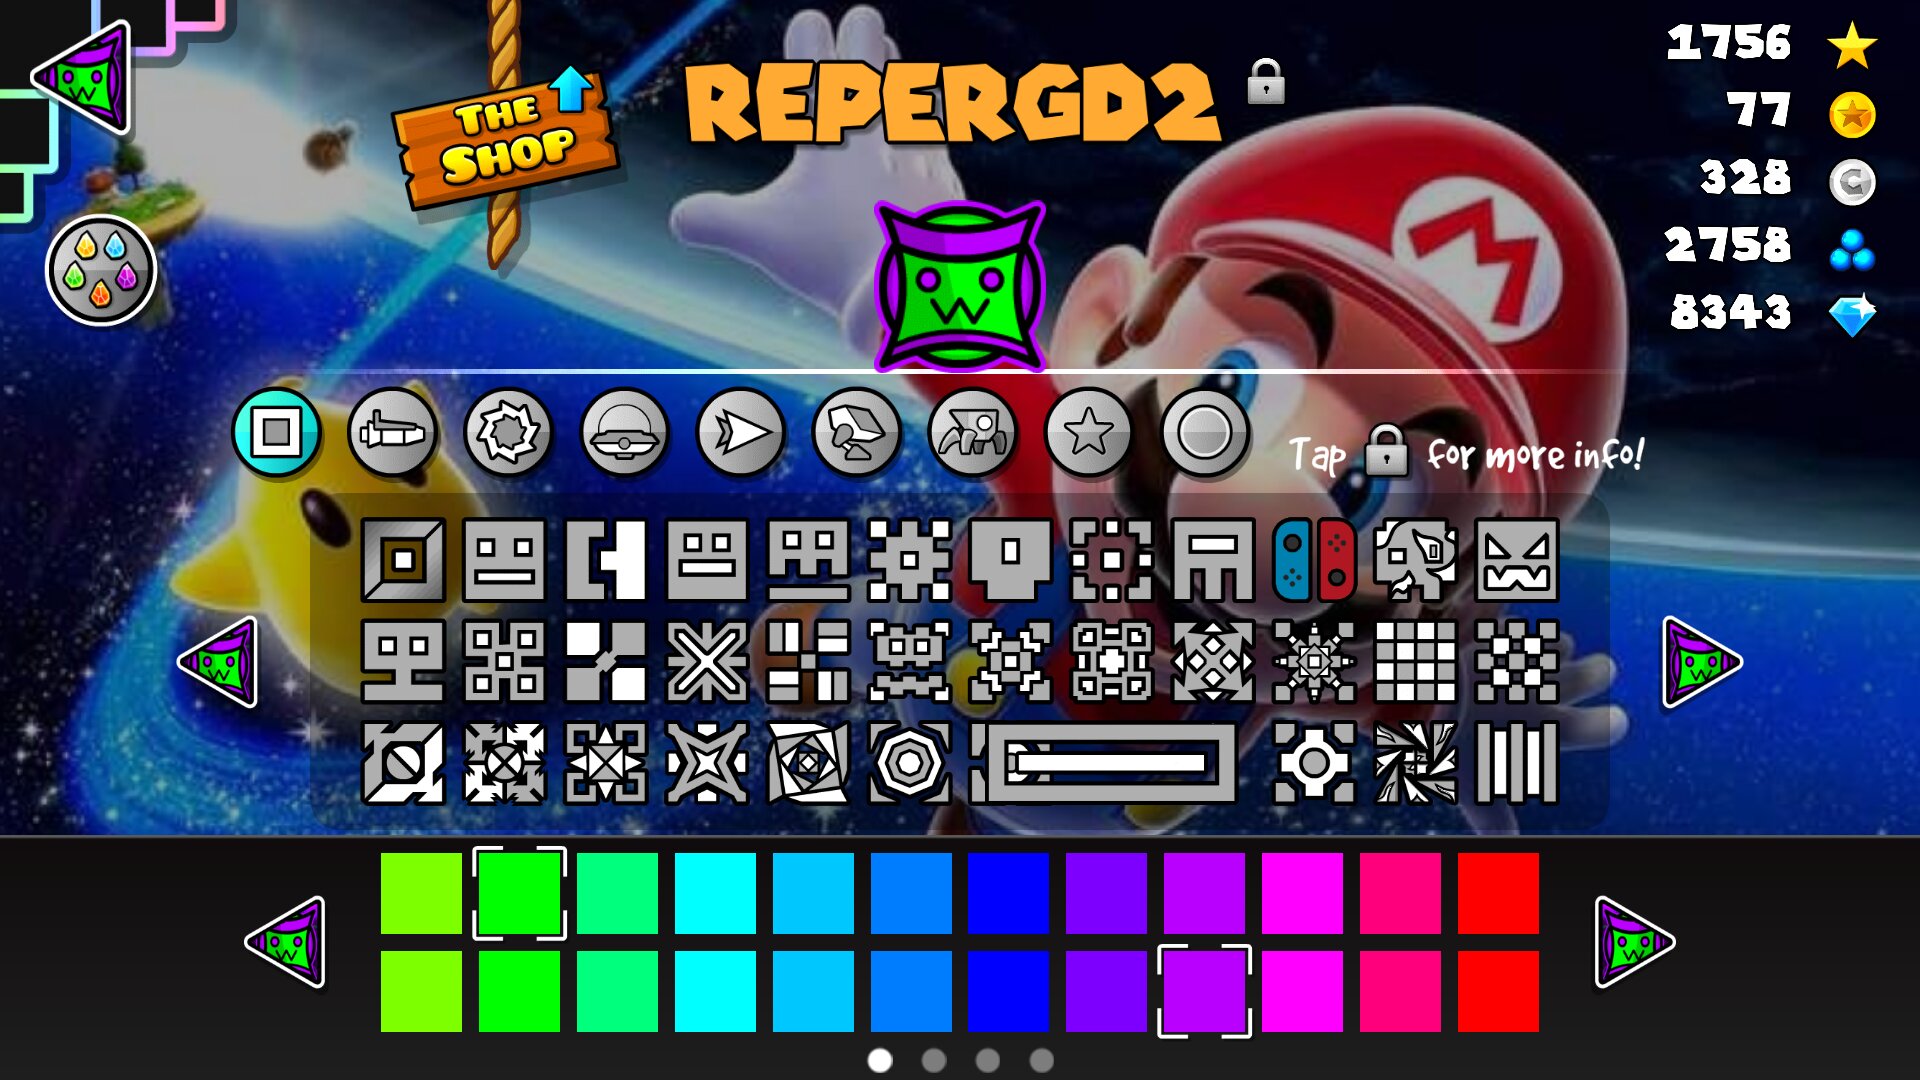 THE
SHOP
REPERGD2
1756
77
328
2758
8343
M
Tap for more info!